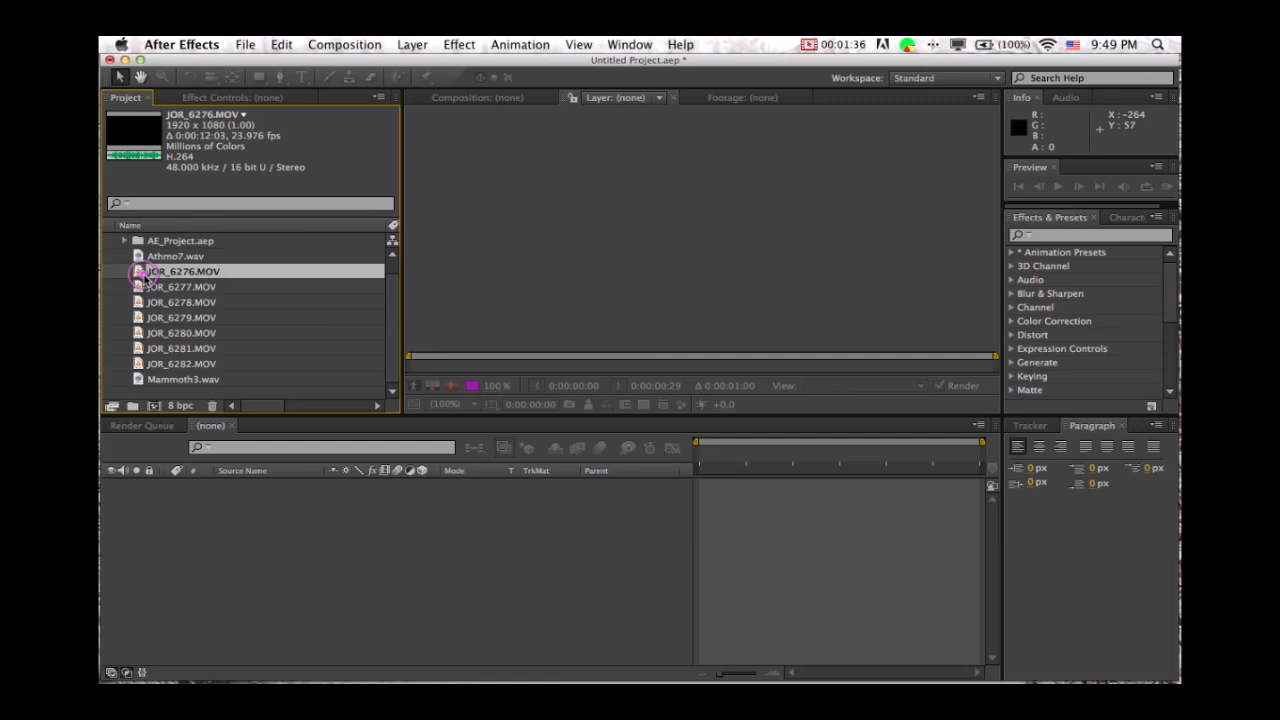 After Effects File Edit Composition Layer Effect Animation View Window Help 00:01:36 (100%) 9:49 PM
Untitled Project.aep *
Workspace: Standard Search Help
Project Effect Controls: (none) Composition: (none) Layer: (none) Footage: (none) Info Audio
JOR_6276.MOV
1920 x 1080 (1.00)
Δ 0:00:12:03, 23.976 fps
Millions of Colors
H.264
48.000 kHz / 16 bit U / Stereo
R :
G :
B :
A : 0
X : -264
Y : 57
Preview
Effects & Presets Charact
Name
AE_Project.aep
Athmo7.wav
JOR_6276.MOV
JOR_6277.MOV
JOR_6278.MOV
JOR_6279.MOV
JOR_6280.MOV
JOR_6281.MOV
JOR_6282.MOV
Mammoth3.wav
8 bpc
* Animation Presets
3D Channel
Audio
Blur & Sharpen
Channel
Color Correction
Distort
Expression Controls
Generate
Keying
Matte
100 % 0:00:00:00 0:00:00:29 Δ 0:00:01:00 View: Render
(100%) 0:00:00:00 +0.0
Render Queue (none)
Tracker Paragraph
# Source Name fx Mode T TrkMat Parent
0 px 0 px 0 px
0 px 0 px